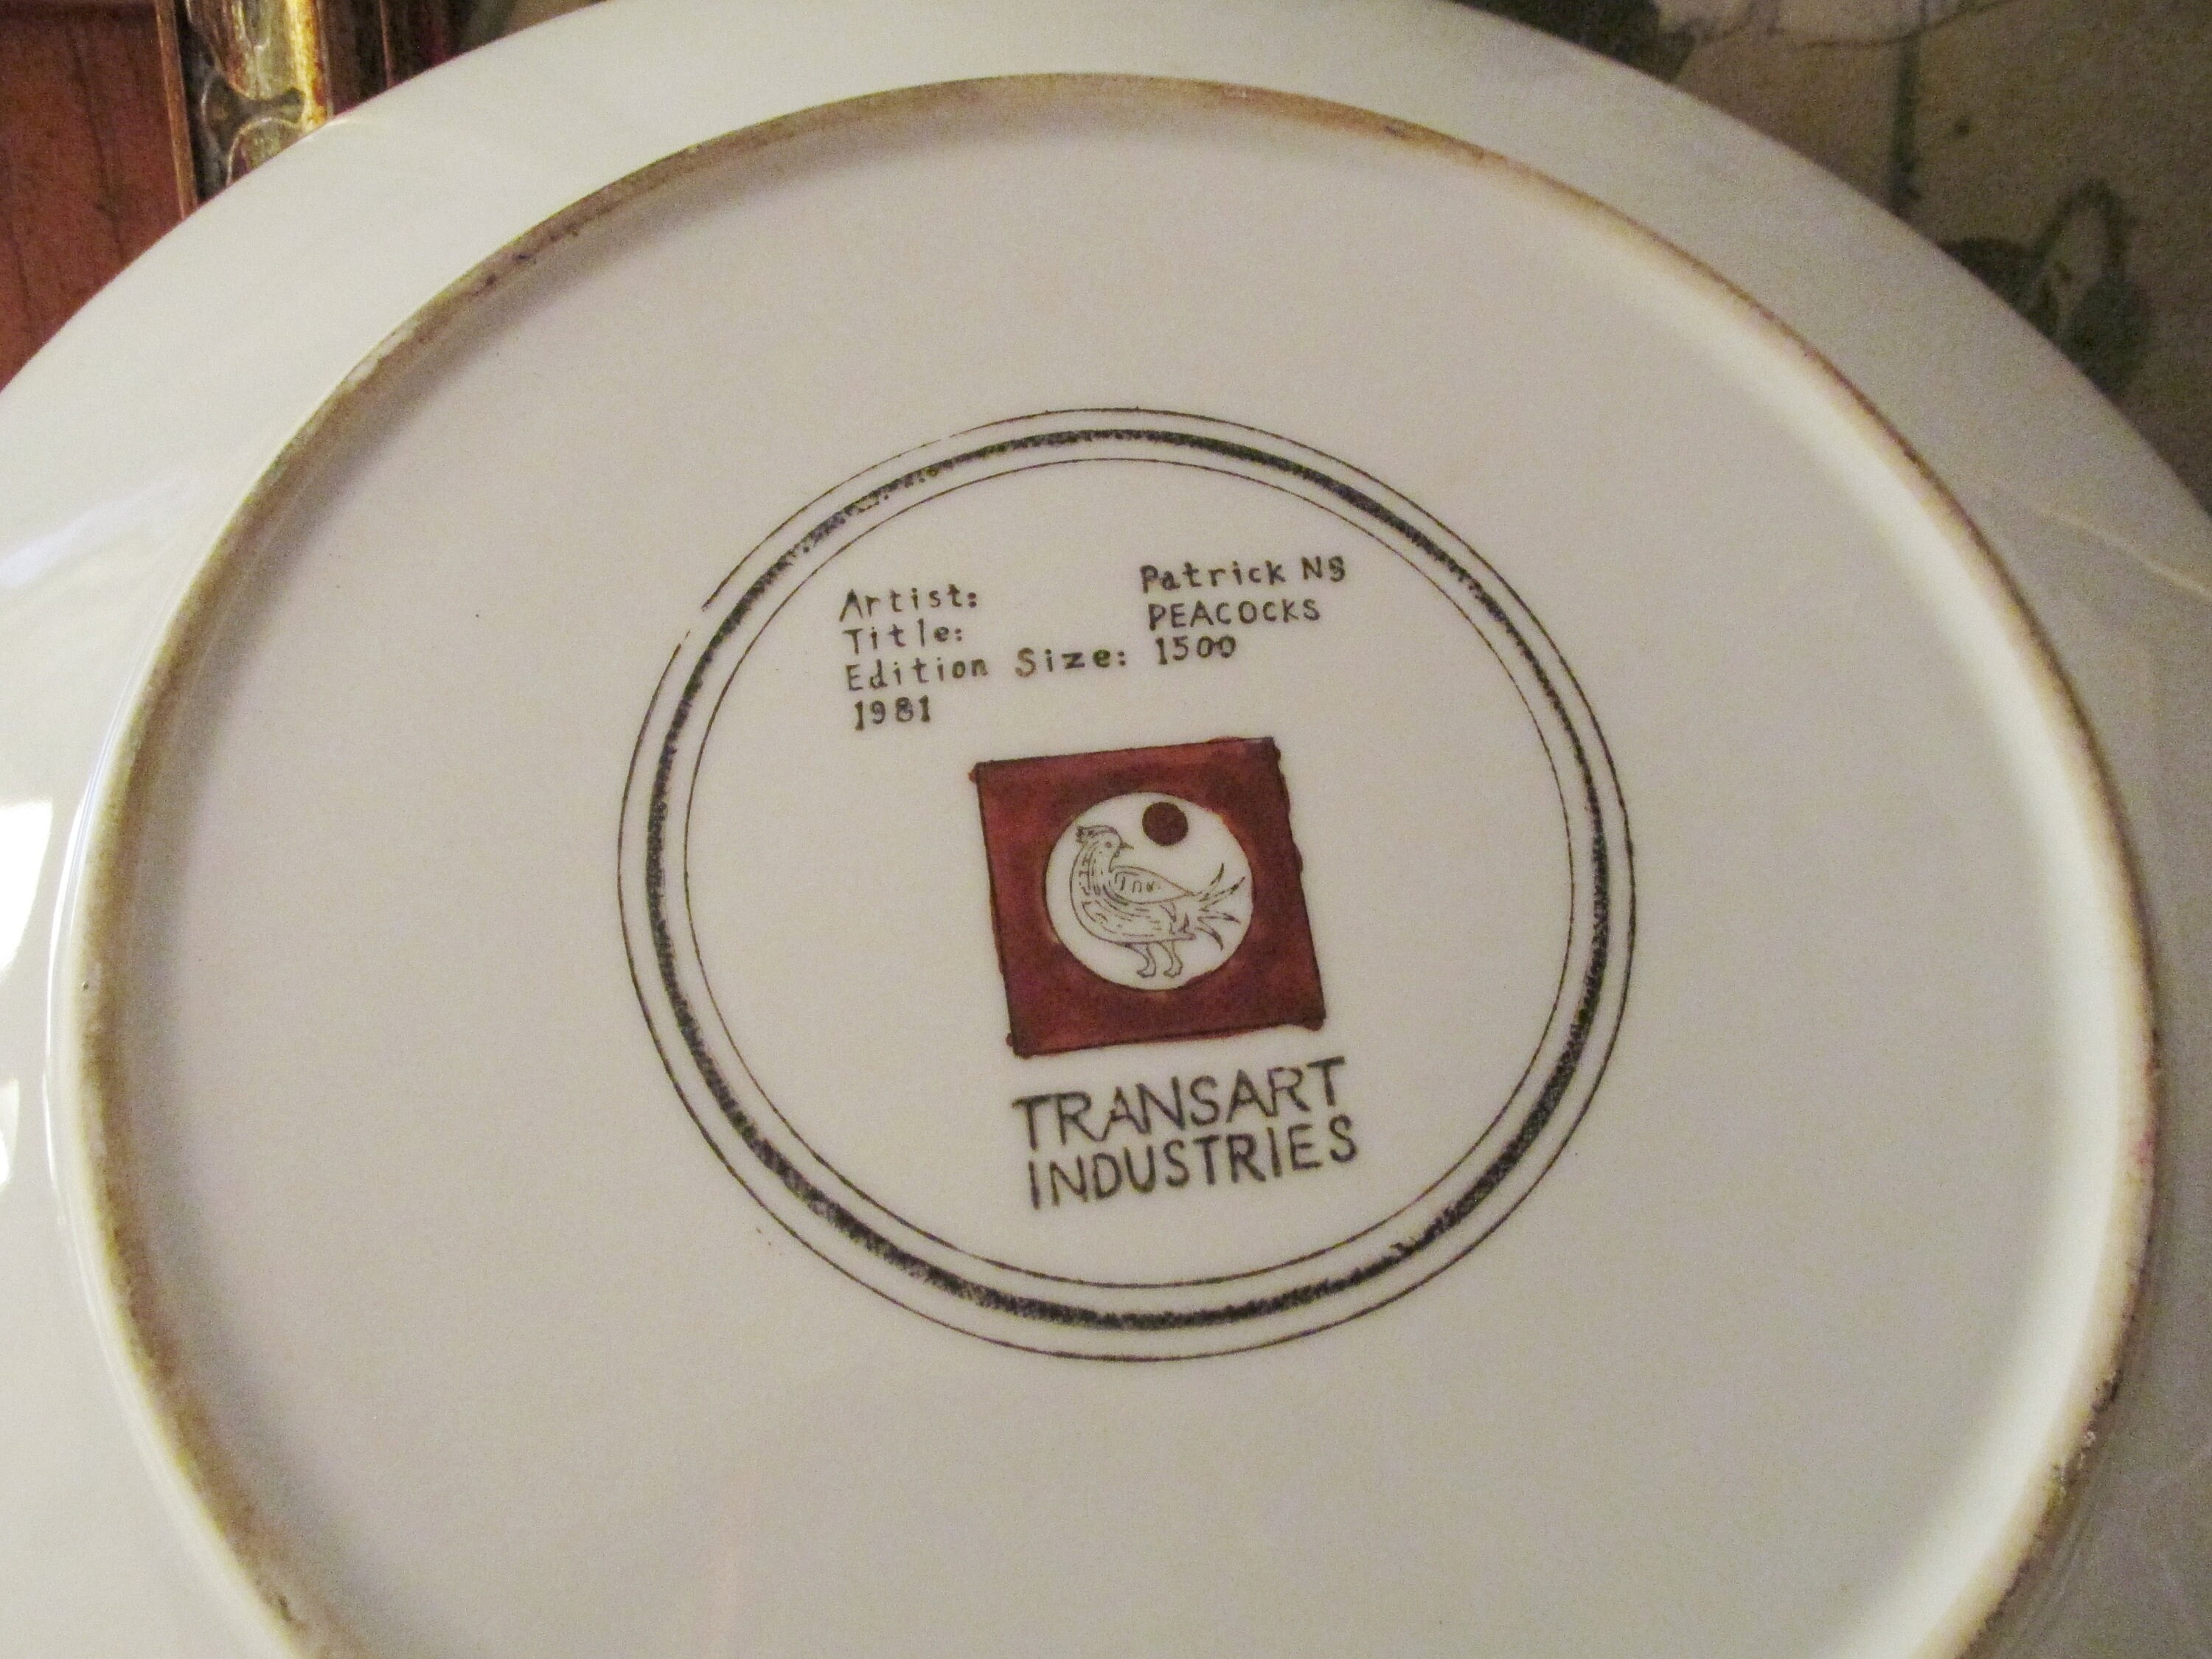 Artist: Patrick Ng
Title: PEACOCKS
Edition Size: 1500
1981
TRANSART
INDUSTRIES